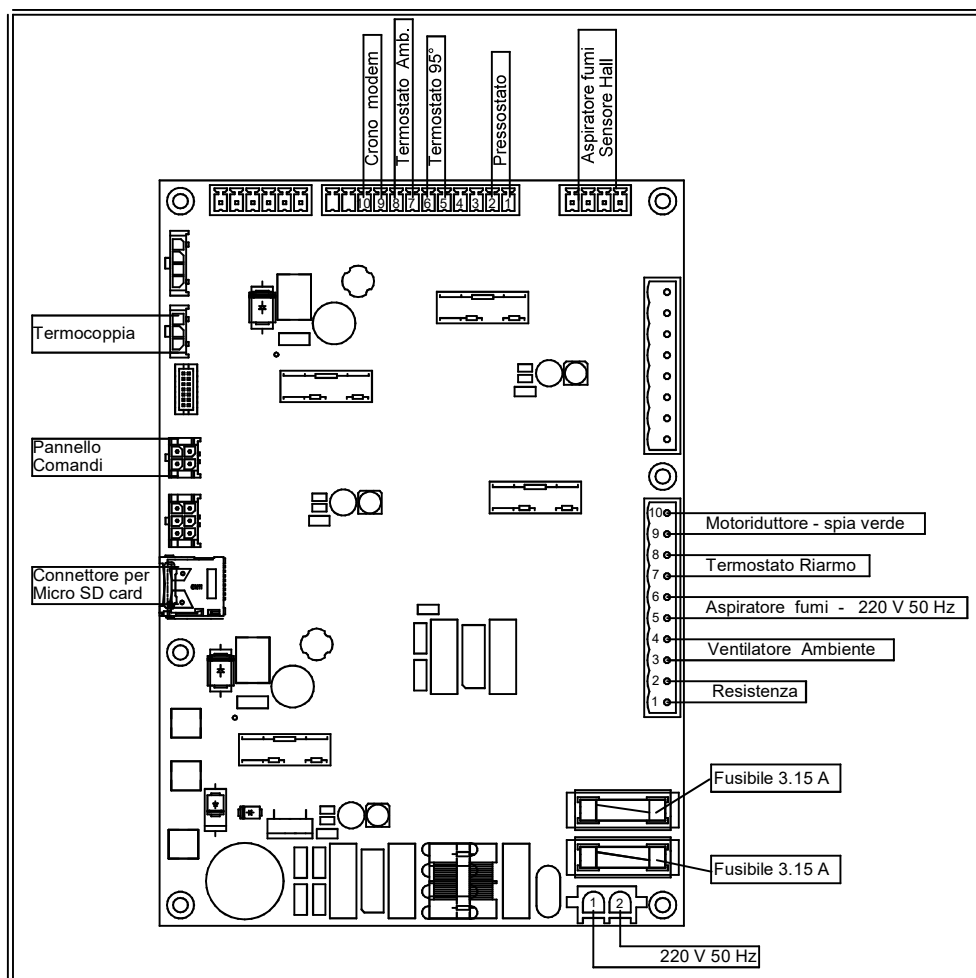 Crono modem
Termostato Amb.
Termostato 95°
Pressostato
Aspiratore fumi
Sensore Hall
10 9 8 7 6 5 4 3 2 1
Termocoppia
Pannello
Comandi
Connettore per
Micro SD card
10
9
Motoriduttore - spia verde
8
7
Termostato Riarmo
6
5
Aspiratore fumi - 220 V 50 Hz
4
3
Ventilatore Ambiente
2
1
Resistenza
Fusibile 3.15 A
Fusibile 3.15 A
1 2
220 V 50 Hz